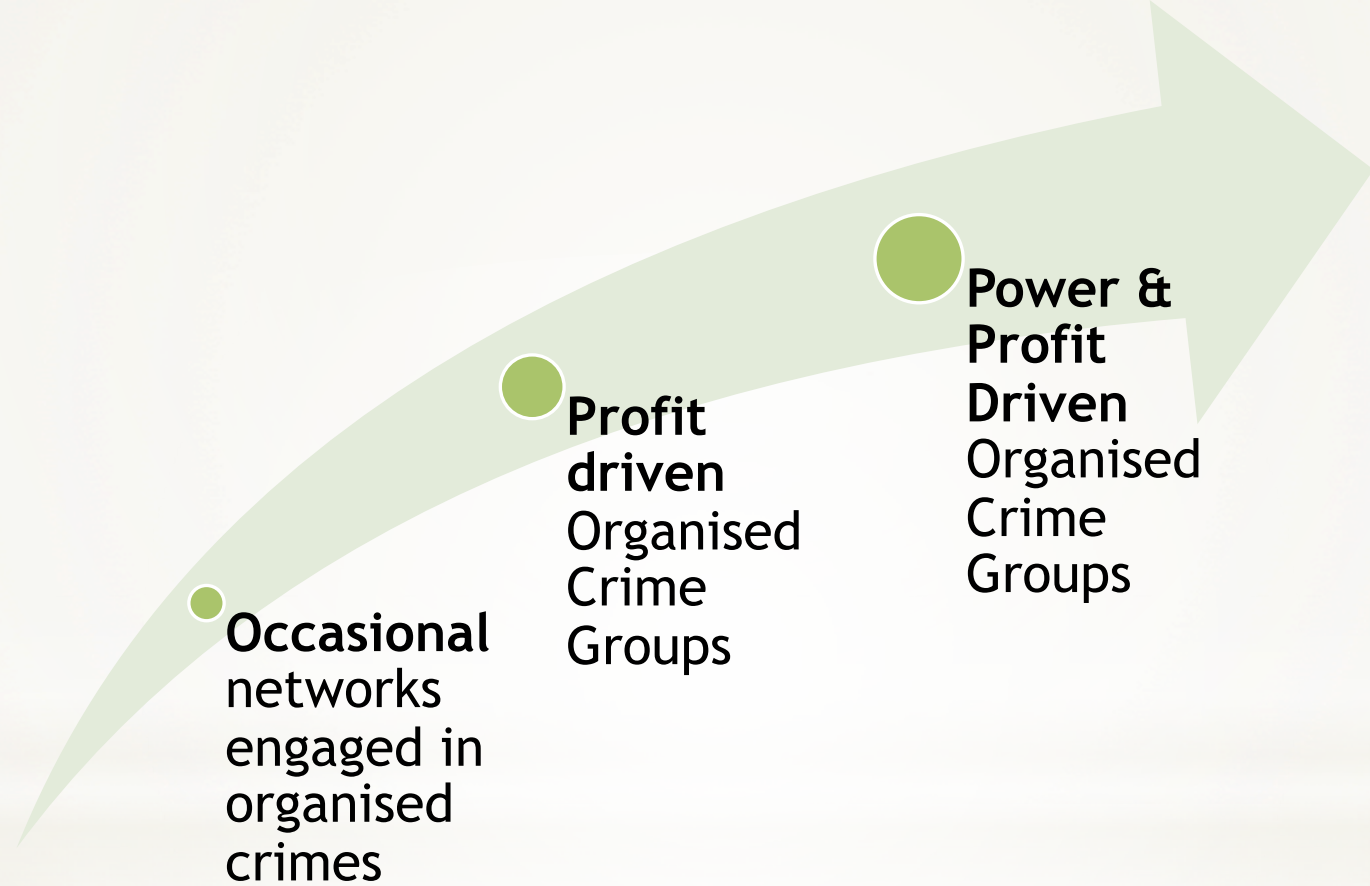 Occasional
networks
engaged in
organised
crimes
Profit
driven
Organised
Crime
Groups
Power &
Profit
Driven
Organised
Crime
Groups